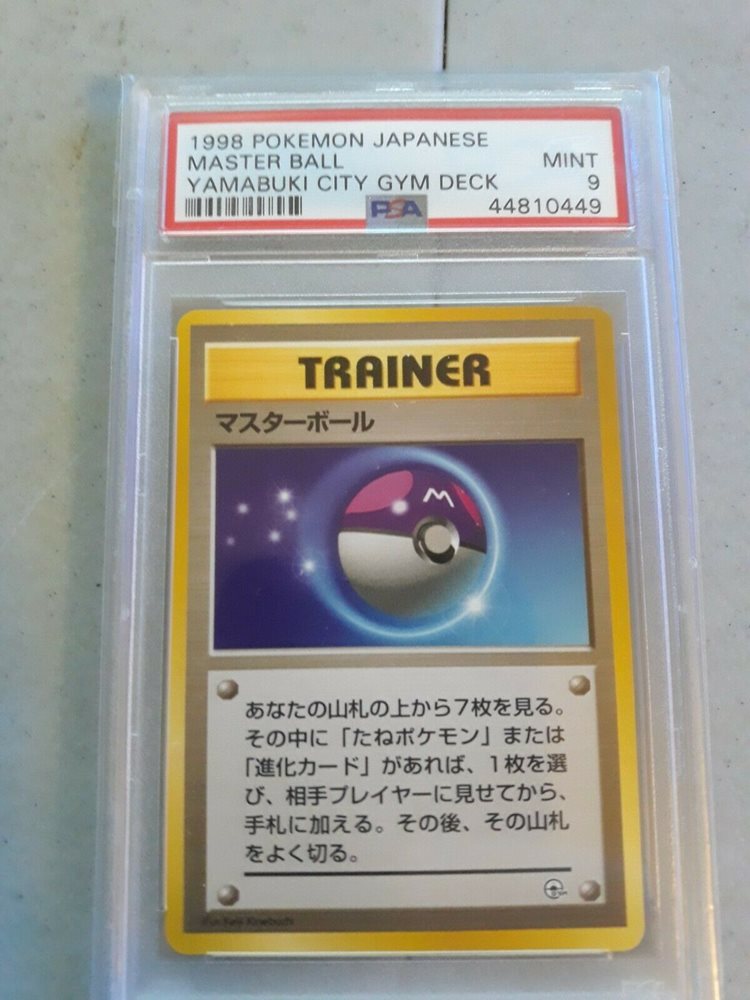 1998 POKEMON JAPANESE
MASTER BALL MINT
YAMABUKI CITY GYM DECK 9
PSA 44810449
TRAINER
マスターボール
M
あなたの山札の上から7枚を見る。
その中に「たねポケモン」または
「進化カード」があれば、1枚を選
び、相手プレイヤーに見せてから、
手札に加える。その後、その山札
をよく切る。
Keiji Kinebuchi